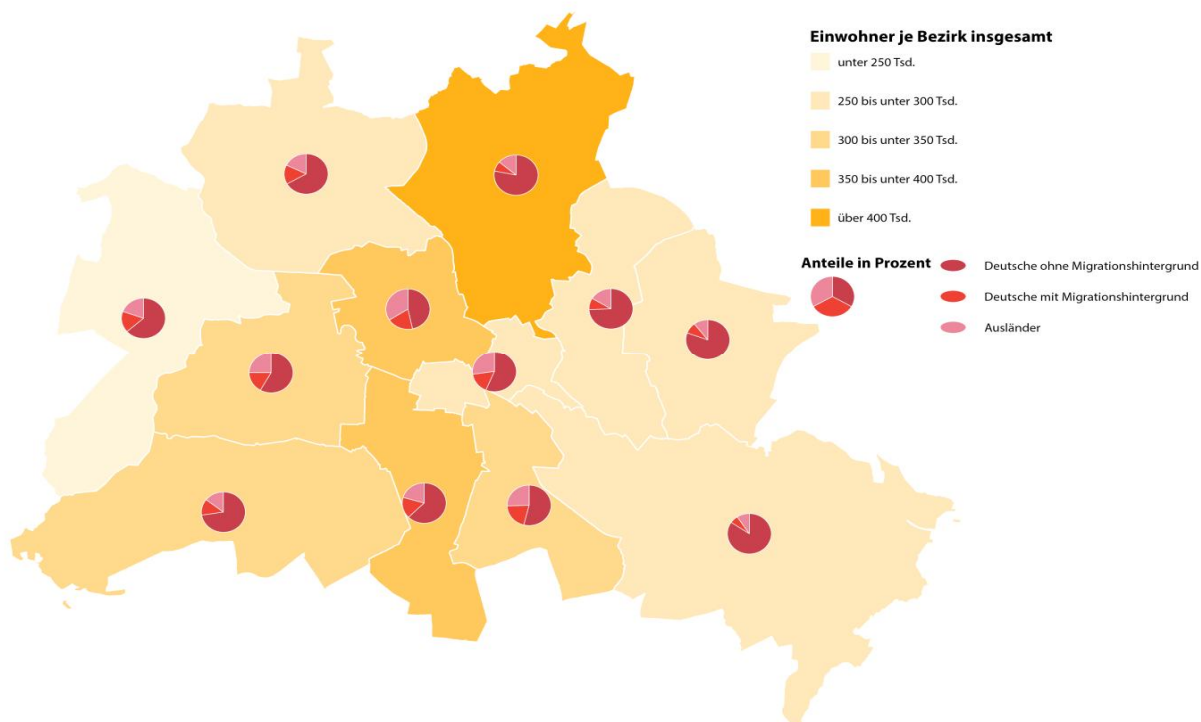 Einwohner je Bezirk insgesamt
unter 250 Tsd.
250 bis unter 300 Tsd.
300 bis unter 350 Tsd.
350 bis unter 400 Tsd.
über 400 Tsd.
Anteile in Prozent
Deutsche ohne Migrationshintergrund
Deutsche mit Migrationshintergrund
Ausländer